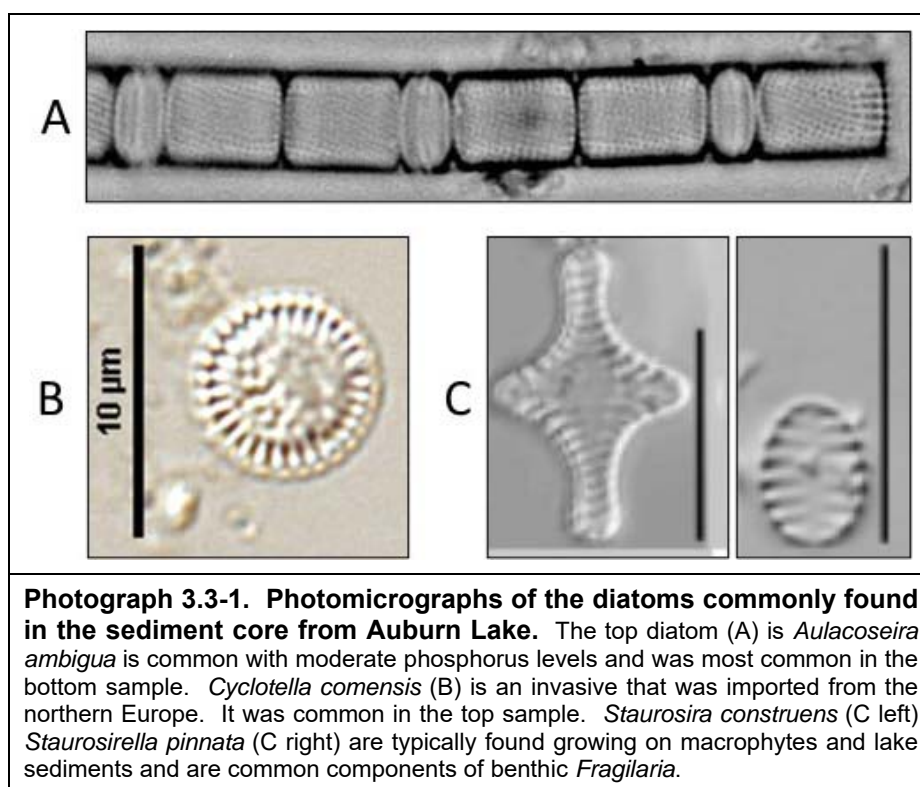 A
B
10 µm
C
Photograph 3.3-1. Photomicrographs of the diatoms commonly found
in the sediment core from Auburn Lake. The top diatom (A) is Aulacoseira
ambigua is common with moderate phosphorus levels and was most common in the
bottom sample. Cyclotella comensis (B) is an invasive that was imported from the
northern Europe. It was common in the top sample. Staurosira construens (C left)
Staurosirella pinnata (C right) are typically found growing on macrophytes and lake
sediments and are common components of benthic Fragilaria.